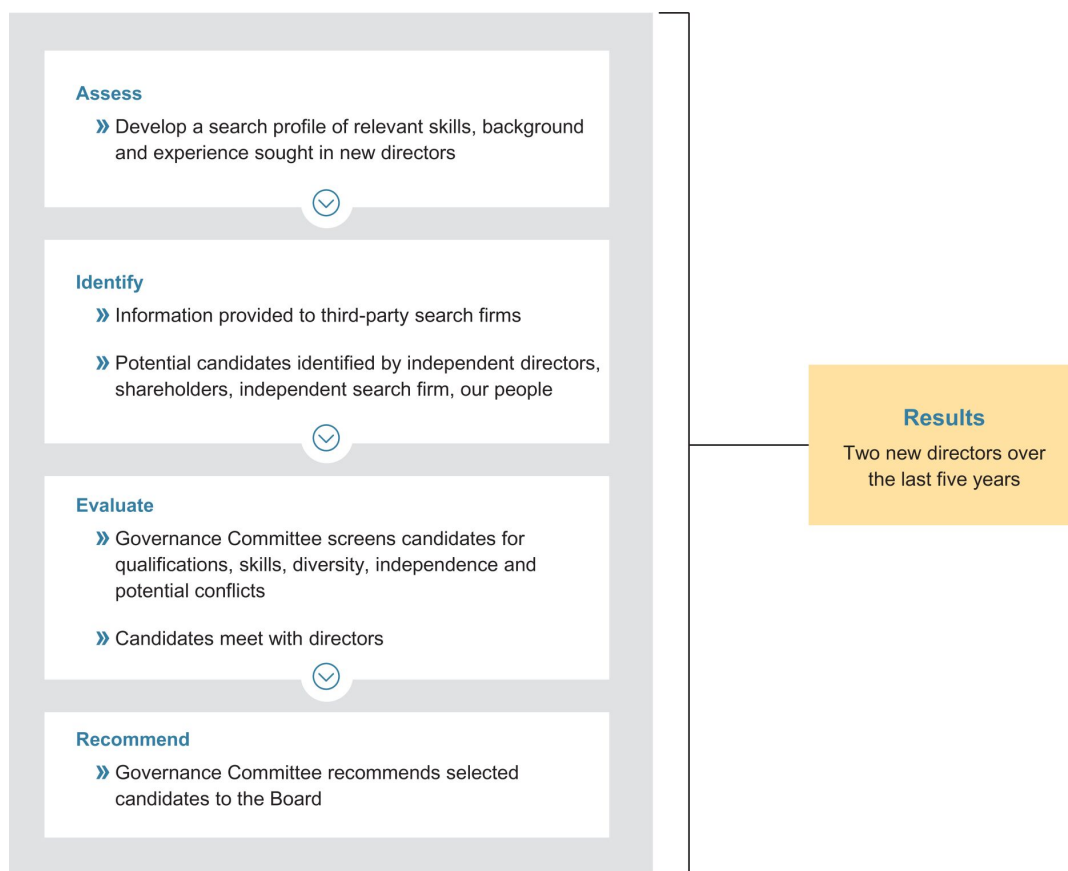 Assess
» Develop a search profile of relevant skills, background
and experience sought in new directors
Identify
» Information provided to third-party search firms
» Potential candidates identified by independent directors,
shareholders, independent search firm, our people
Evaluate
» Governance Committee screens candidates for
qualifications, skills, diversity, independence and
potential conflicts
» Candidates meet with directors
Recommend
» Governance Committee recommends selected
candidates to the Board
Results
Two new directors over
the last five years